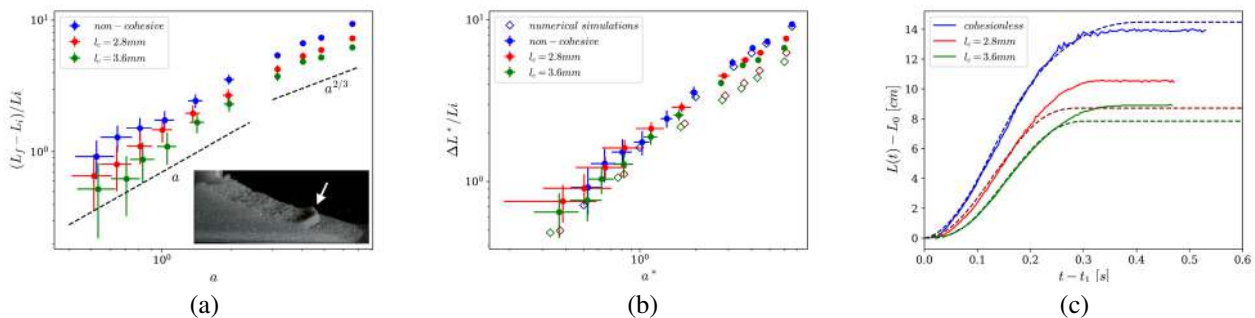 10¹
non-cohesive
l_c = 2.8mm
l_c = 3.6mm
(L_f − L_i)/Li
10⁰
a^{2/3}
a
10⁰
a
(a)
10¹
numerical simulations
non-cohesive
l_c = 2.8mm
l_c = 3.6mm
ΔL*/Li
10⁰
10⁰
a*
(b)
cohesionless
l_c = 2.8mm
l_c = 3.6mm
L(t) − L₀ [cm]
16
14
12
10
8
6
4
2
0
0.0 0.1 0.2 0.3 0.4 0.5 0.6
t − t₁ [s]
(c)